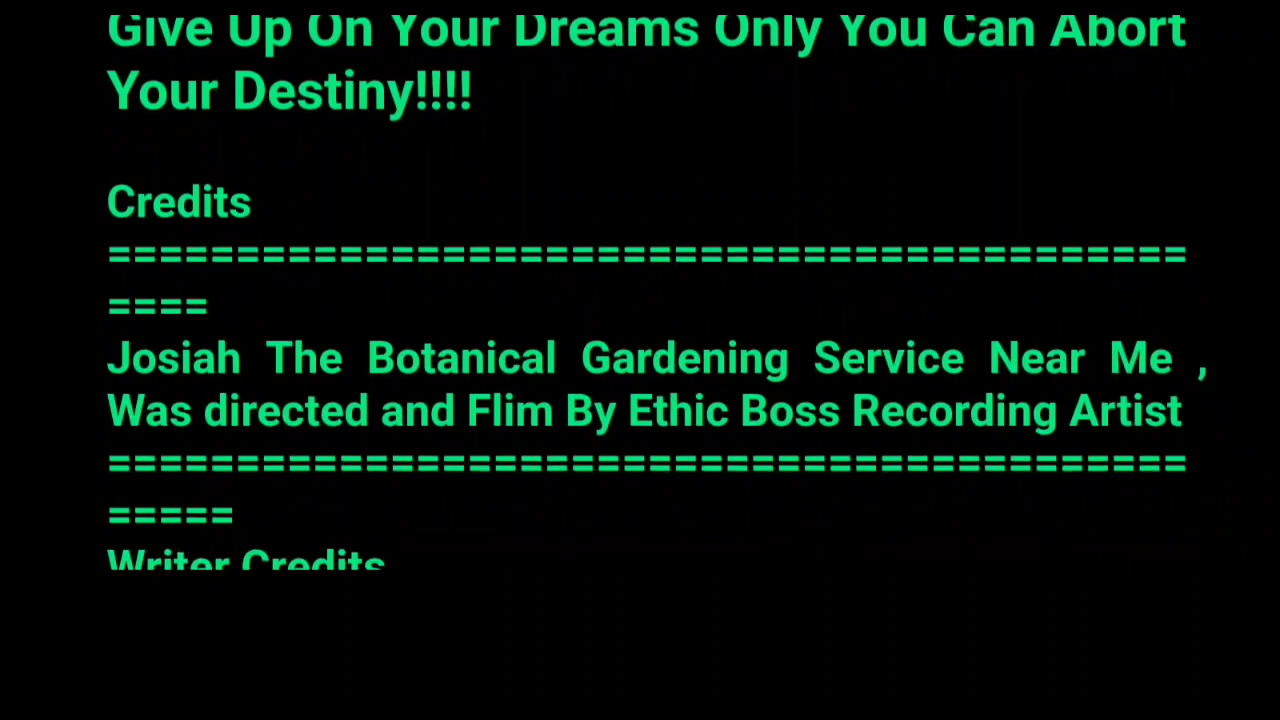 Give Up On Your Dreams Only You Can Abort
Your Destiny!!!!
Credits
==========================================
====
Josiah The Botanical Gardening Service Near Me ,
Was directed and Flim By Ethic Boss Recording Artist
==========================================
=====
Writer Credits